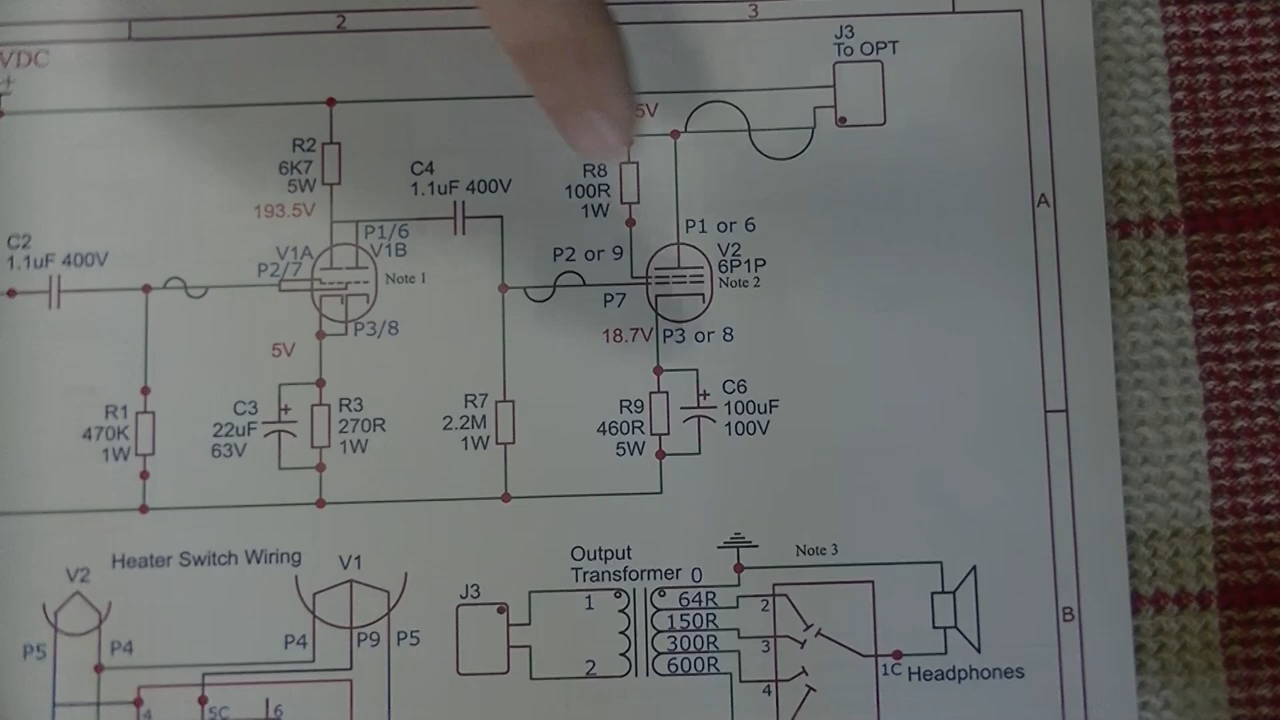 2
3
VDC
+
J3
To OPT
5V
R2
6K7
5W
193.5V
C4
1.1uF 400V
R8
100R
1W
A
P1/6
V1A
V1B
P2/7
Note 1
P3/8
C2
1.1uF 400V
P2 or 9
P1 or 6
V2
6P1P
Note 2
P7
18.7V
P3 or 8
5V
R1
470K
1W
C3
22uF
63V
+
R3
270R
1W
R7
2.2M
1W
R9
460R
5W
+
C6
100uF
100V
Heater Switch Wiring
V2
V1
P5
P4
P4
P9
P5
4
5C
6
J3
Output
Transformer
0
1
2
64R
150R
300R
600R
Note 3
2
3
4
1C
Headphones
B